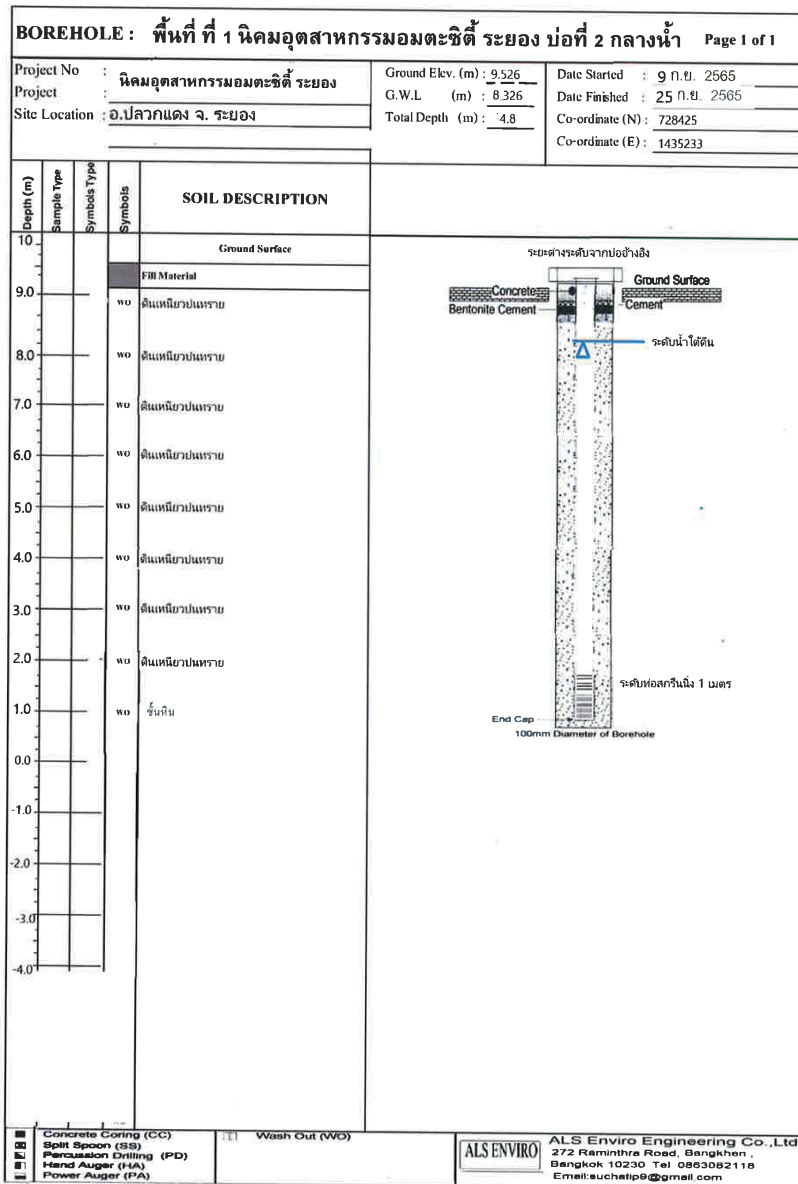 BOREHOLE : พื้นที่ ที่ 1 นิคมอุตสาหกรรมอมตะซิตี้ ระยอง บ่อที่ 2 กลางน้ำ Page 1 of 1
Project No :
Project : นิคมอุตสาหกรรมอมตะซิตี้ ระยอง
Site Location : อ.ปลวกแดง จ. ระยอง
Ground Elev. (m) : 9.526
G.W.L (m) : 8.326
Total Depth (m) : 4.8
Date Started : 9 ก.ย. 2565
Date Finished : 25 ก.ย. 2565
Co-ordinate (N) : 728425
Co-ordinate (E) : 1435233
Depth (m)
Sample Type
Symbols Type
Symbols
SOIL DESCRIPTION
10
Ground Surface
Fill Material
9.0 WO ดินเหนียวปนทราย
8.0 WO ดินเหนียวปนทราย
7.0 WO ดินเหนียวปนทราย
6.0 WO ดินเหนียวปนทราย
5.0 WO ดินเหนียวปนทราย
4.0 WO ดินเหนียวปนทราย
3.0 WO ดินเหนียวปนทราย
2.0 WO ดินเหนียวปนทราย
1.0 WO ชั้นหิน
0.0
-1.0
-2.0
-3.0
-4.0
ระยะต่างระดับจากบ่ออ้างอิง
Ground Surface
Concrete
Cement
Bentonite Cement
ระดับน้ำใต้ดิน
ระดับท่อสกรีนนิ่ง 1 เมตร
End Cap
100mm Diameter of Borehole
Concrete Coring (CC)
Split Spoon (SS)
Percussion Drilling (PD)
Hand Auger (HA)
Power Auger (PA)
Wash Out (WO)
ALS ENVIRO
ALS Enviro Engineering Co.,Ltd
272 Raminthra Road, Bangkhen ,
Bangkok 10230 Tel 0863082118
Email:suchatip9@gmail.com